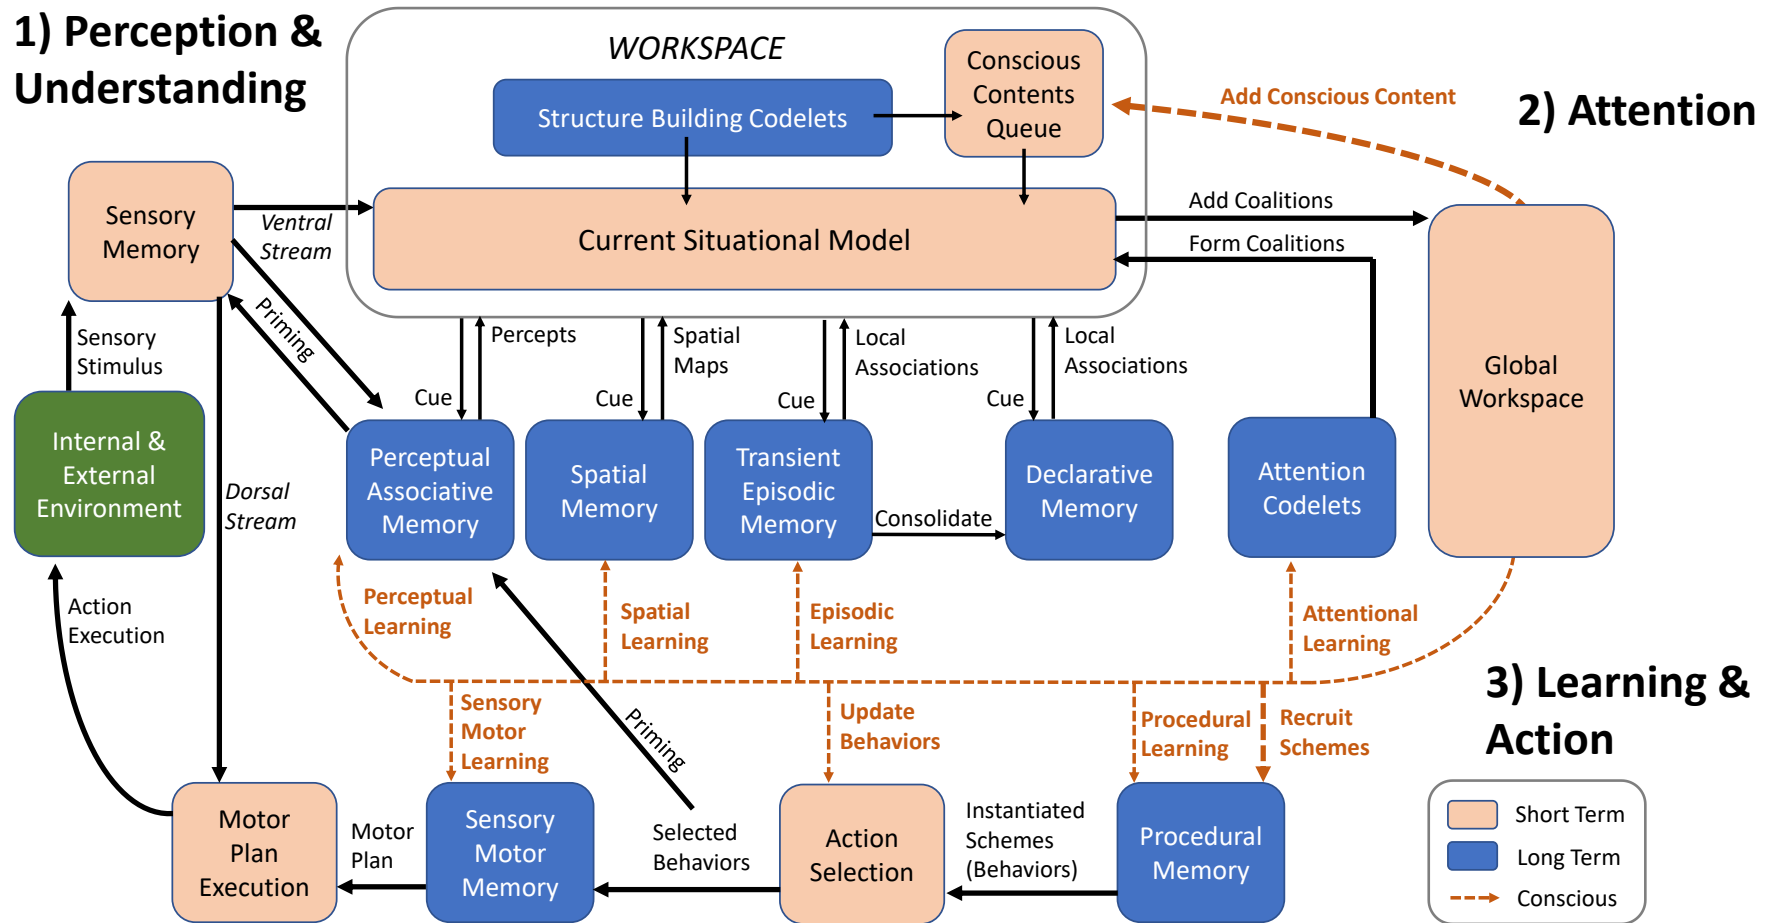 1) Perception &
Understanding
WORKSPACE
Structure Building Codelets
Conscious
Contents
Queue
Add Conscious Content
2) Attention
Sensory
Memory
Ventral
Stream
Current Situational Model
Add Coalitions
Form Coalitions
Global
Workspace
Sensory
Stimulus
Priming
Percepts
Cue
Spatial
Maps
Cue
Local
Associations
Cue
Local
Associations
Cue
Internal &
External
Environment
Dorsal
Stream
Perceptual
Associative
Memory
Spatial
Memory
Transient
Episodic
Memory
Consolidate
Declarative
Memory
Attention
Codelets
Action
Execution
Perceptual
Learning
Spatial
Learning
Episodic
Learning
Attentional
Learning
Sensory
Motor
Learning
Priming
Update
Behaviors
Procedural
Learning
Recruit
Schemes
3) Learning &
Action
Motor
Plan
Execution
Motor
Plan
Sensory
Motor
Memory
Selected
Behaviors
Action
Selection
Instantiated
Schemes
(Behaviors)
Procedural
Memory
Short Term
Long Term
Conscious